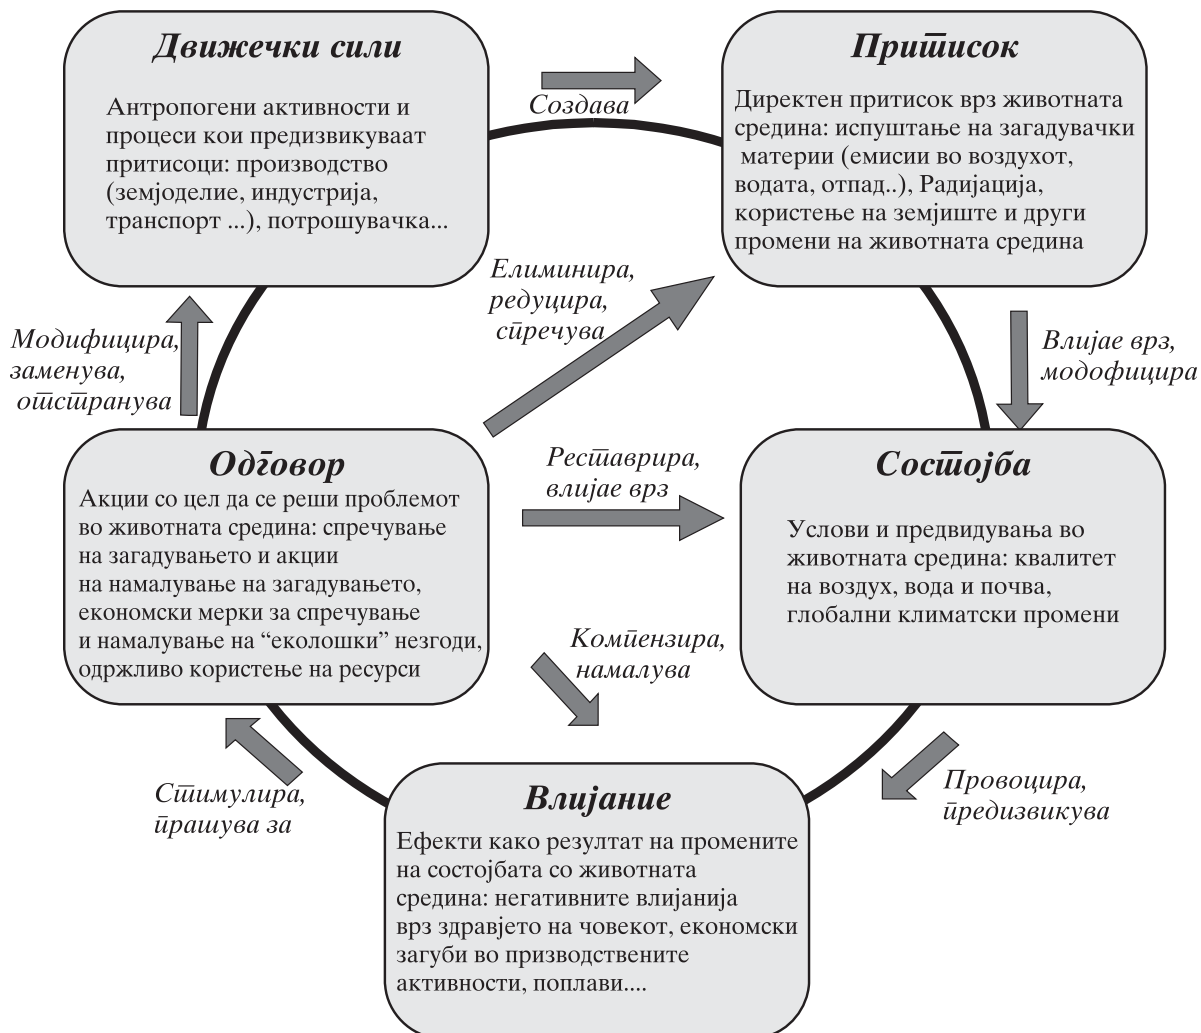 Движечки сили
Антропогени активности и
процеси кои предизвикуваат
притисоци: производство
(земјоделие, индустрија,
транспорт ...), потрошувачка...
Создава
Притисок
Директен притисок врз животната
средина: испуштање на загадувачки
материи (емисии во воздухот,
водата, отпад..), Радијација,
користење на земјиште и други
промени на животната средина
Елиминира,
редуцира,
спречува
Модифицира,
заменува,
отстранува
Влијае врз,
модофицира
Одговор
Акции со цел да се реши проблемот
во животната средина: спречување
на загадувањето и акции
на намалување на загадувањето,
економски мерки за спречување
и намалување на “еколошки” незгоди,
одржливо користење на ресурси
Реставрира,
влијае врз
Состојба
Услови и предвидувања во
животната средина: квалитет
на воздух, вода и почва,
глобални климатски промени
Компензира,
намалува
Стимулира,
прашува за
Провоцира,
предизвикува
Влијание
Ефекти како резултат на промените
на состојбата со животната
средина: негативните влијанија
врз здравјето на човекот, економски
загуби во призводствените
активности, поплави....